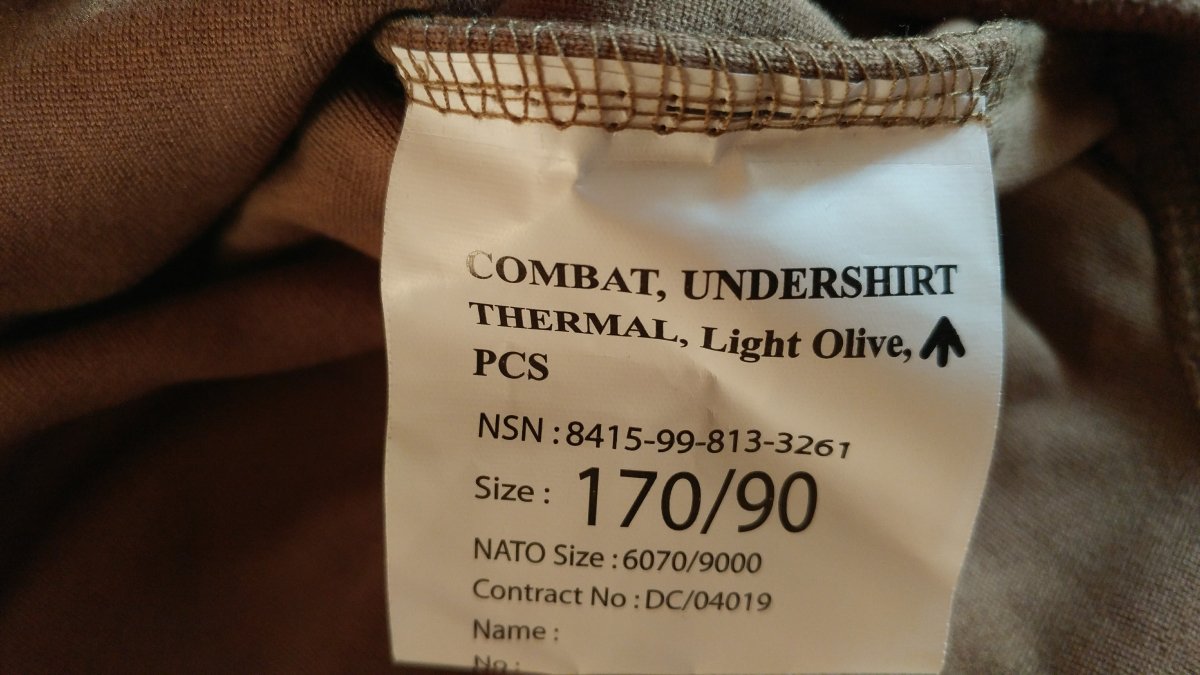 COMBAT, UNDERSHIRT
THERMAL, Light Olive,
PCS
NSN : 8415-99-813-3261
Size : 170/90
NATO Size : 6070/9000
Contract No : DC/04019
Name :
No :